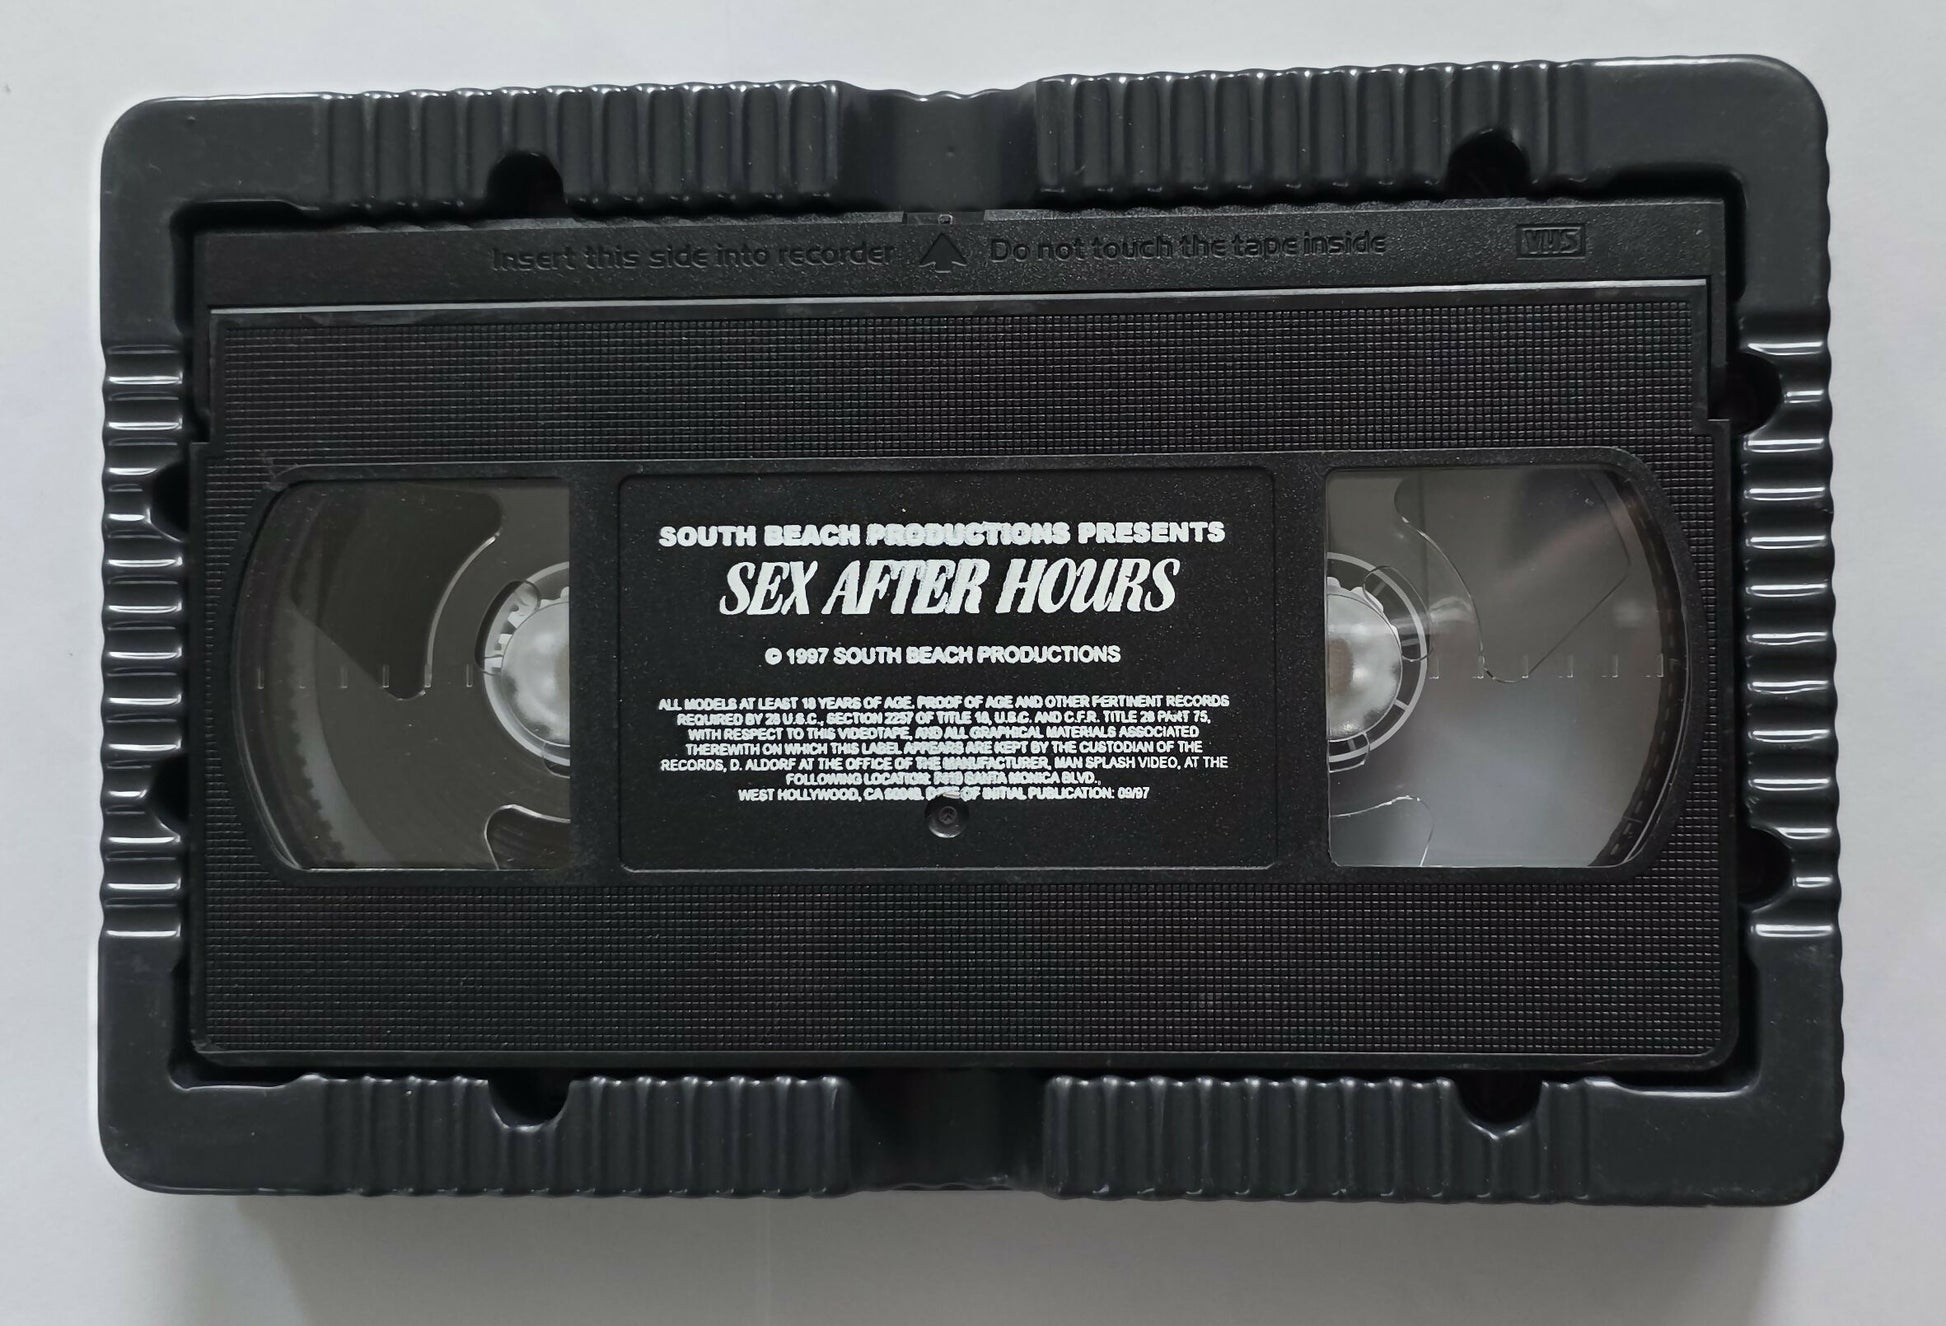 Insert this side into recorder Do not touch the tape inside VHS
SOUTH BEACH PRODUCTIONS PRESENTS
SEX AFTER HOURS
© 1997 SOUTH BEACH PRODUCTIONS
ALL MODELS AT LEAST 18 YEARS OF AGE. PROOF OF AGE AND OTHER PERTINENT RECORDS
REQUIRED BY 28 U.S.C., SECTION 2257 OF TITLE 18, U.S.C. AND C.F.R. TITLE 28 PART 75,
WITH RESPECT TO THIS VIDEOTAPE, AND ALL GRAPHICAL MATERIALS ASSOCIATED
THEREWITH ON WHICH THIS LABEL APPEARS ARE KEPT BY THE CUSTODIAN OF THE
RECORDS, D. ALDORF AT THE OFFICE OF THE MANUFACTURER, MAN SPLASH VIDEO, AT THE
FOLLOWING LOCATION: SANTA MONICA BLVD.,
WEST HOLLYWOOD, CA DATE OF INITIAL PUBLICATION: 09/97